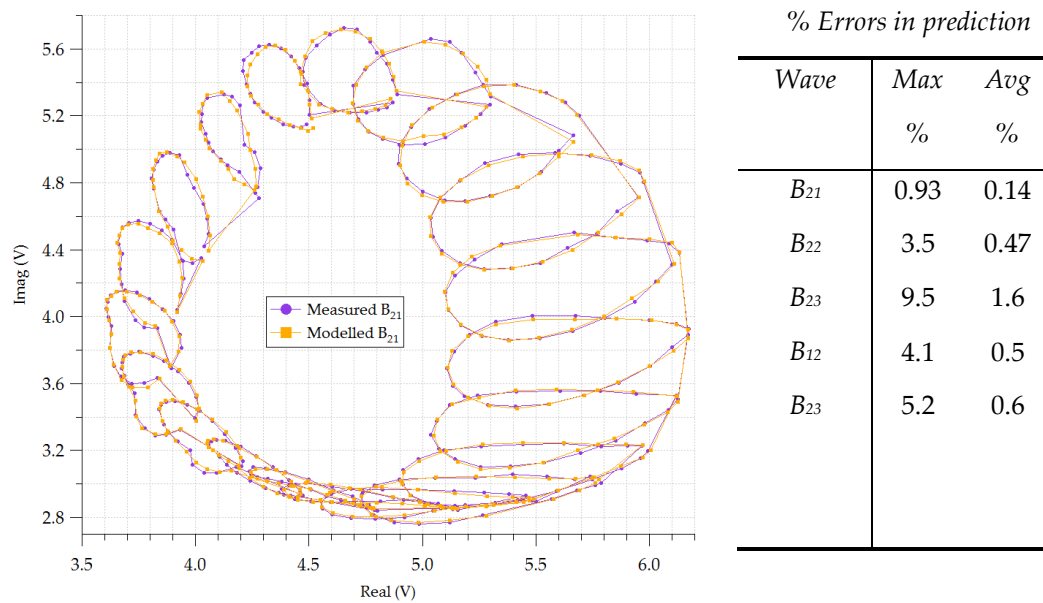 5.6
5.2
4.8
4.4
4.0
3.6
3.2
2.8
Imag (V)
Measured B21
Modelled B21
3.5 4.0 4.5 5.0 5.5 6.0
Real (V)
% Errors in prediction
Wave Max Avg
% %
B21 0.93 0.14
B22 3.5 0.47
B23 9.5 1.6
B12 4.1 0.5
B23 5.2 0.6